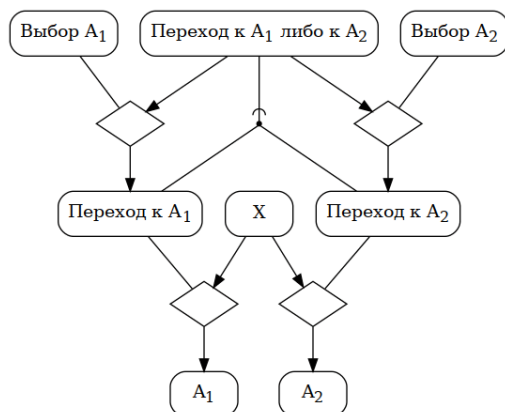 Выбор A1
Переход к A1 либо к A2
Выбор A2
Переход к A1
X
Переход к A2
A1
A2